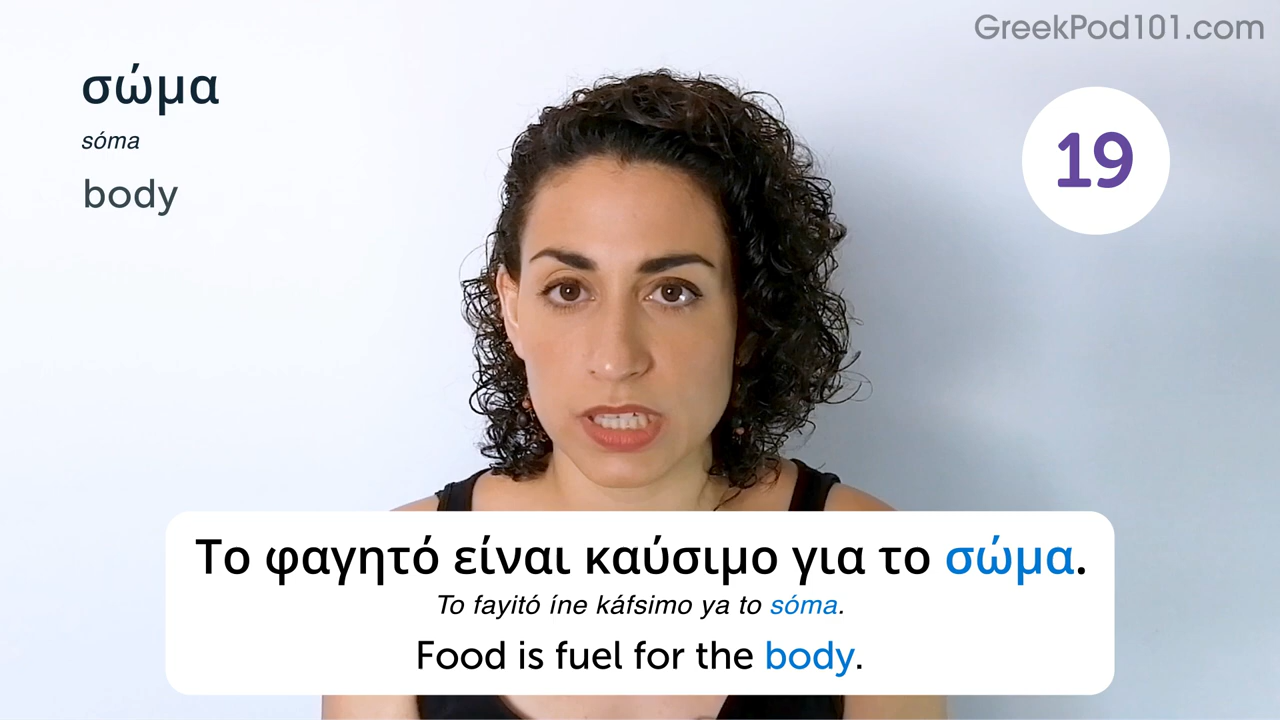 GreekPod101.com
σώμα
sóma
body
19
Το φαγητό είναι καύσιμο για το σώμα.
To fayitó íne káfsimo ya to sóma.
Food is fuel for the body.